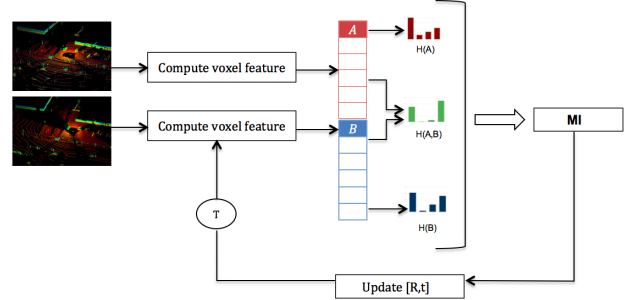 A
H(A)
Compute voxel feature
H(A,B)
MI
Compute voxel feature
B
T
H(B)
Update [R,t]